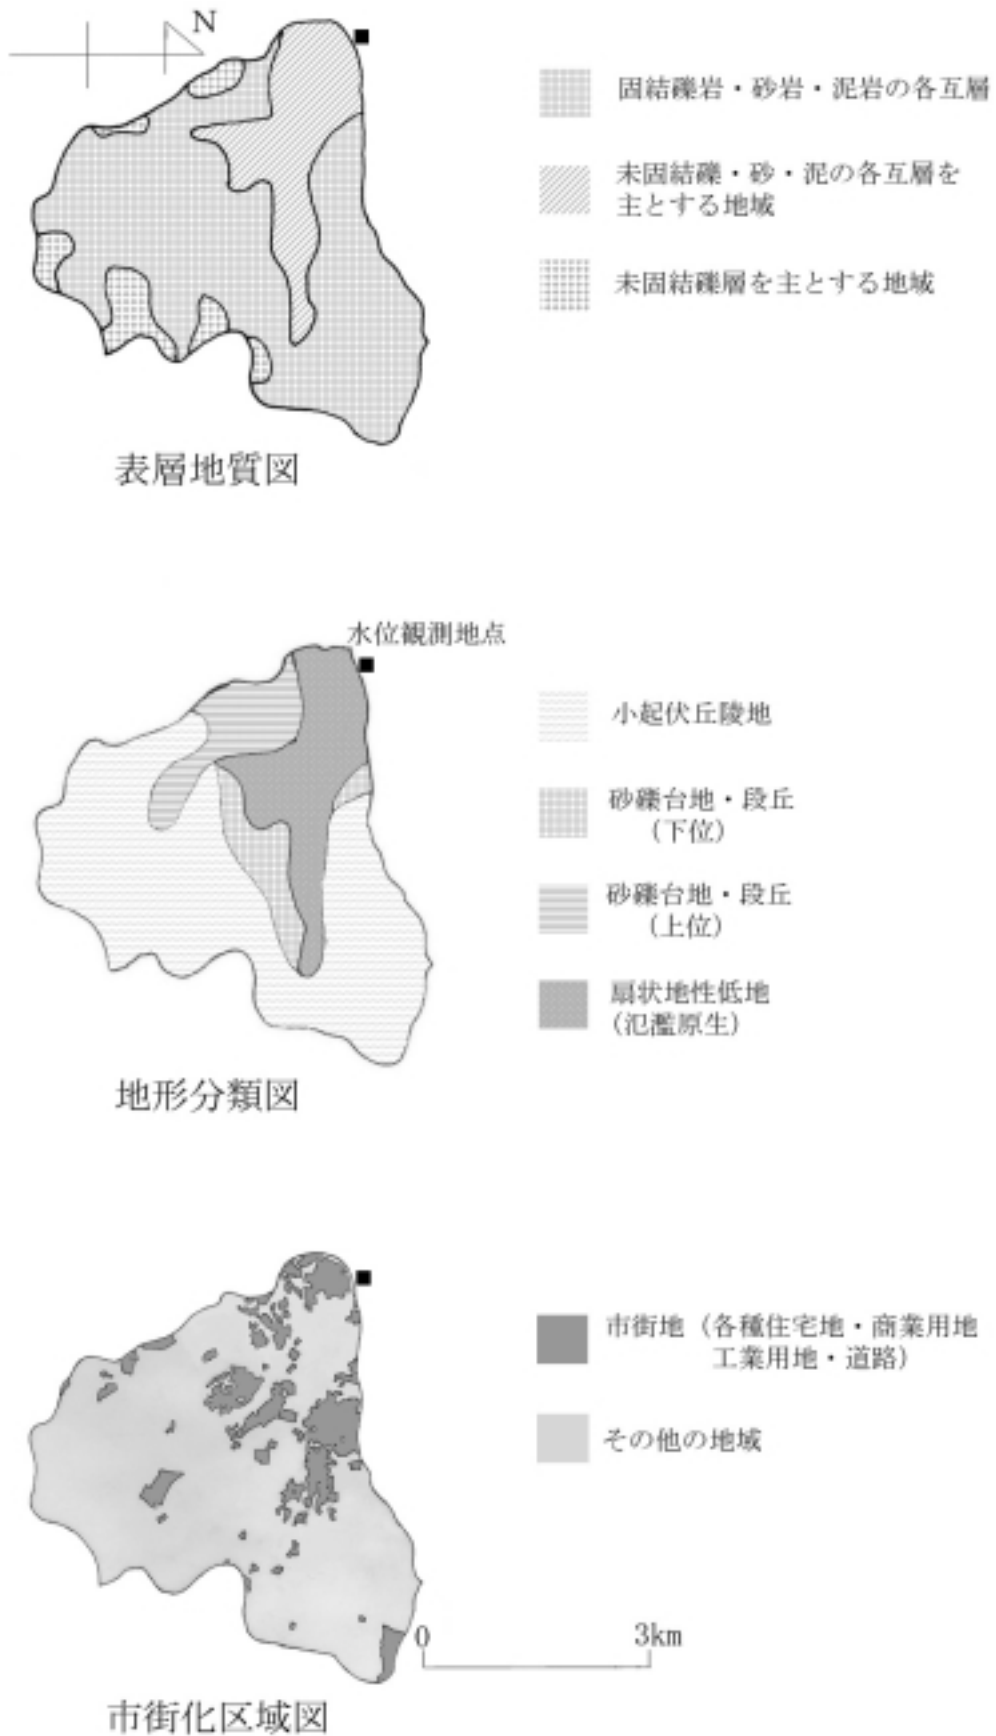 N
固結礫岩・砂岩・泥岩の各互層
未固結礫・砂・泥の各互層を
主とする地域
未固結礫層を主とする地域
表層地質図
水位観測地点
小起伏丘陵地
砂礫台地・段丘
(下位)
砂礫台地・段丘
(上位)
扇状地性低地
(氾濫原生)
地形分類図
市街地(各種住宅地・商業用地
工業用地・道路)
その他の地域
0 3km
市街化区域図